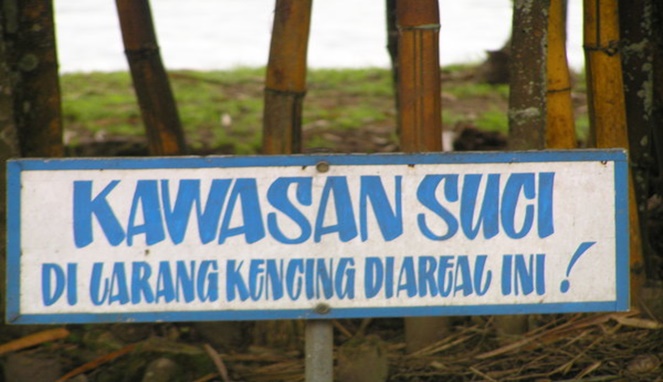 KAWASAN SUCI
DI LARANG KENCING DIAREAL INI !